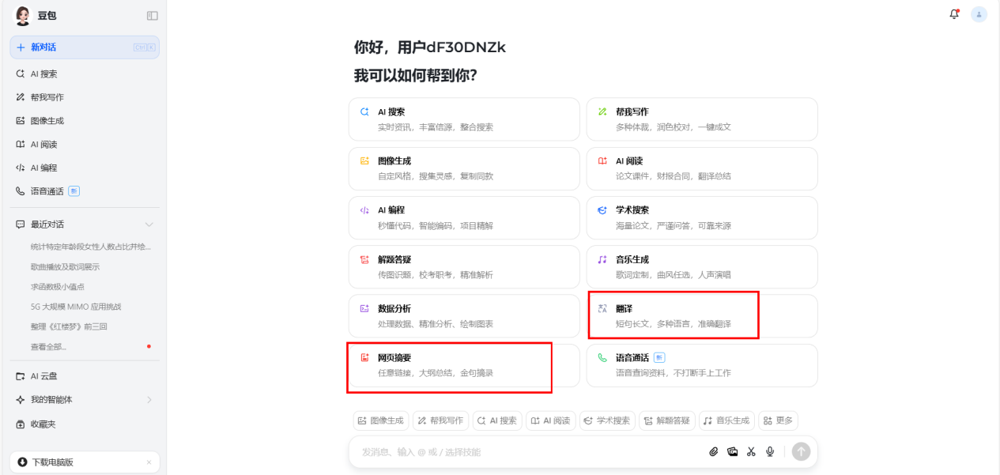 豆包
新对话
Ctrl K
AI 搜索
帮我写作
图像生成
AI 阅读
AI 编程
语音通话 新
最近对话
统计特定年龄段女性人数占比并绘...
歌曲播放及歌词展示
求函数极小值点
5G 大规模 MIMO 应用挑战
整理《红楼梦》前三回
查看全部...
AI 云盘
我的智能体
收藏夹
下载电脑版
你好，用户dF30DNZk
我可以如何帮到你？
AI 搜索
实时资讯，丰富信源，整合搜索
帮我写作
多种体裁，润色校对，一键成文
图像生成
自定风格，搜集灵感，复制同款
AI 阅读
论文课件，财报合同，翻译总结
AI 编程
秒懂代码，智能编码，项目精解
学术搜索
海量论文，严谨问答，可靠来源
解题答疑
传图识题，校考职考，精准解析
音乐生成
歌词定制，曲风任选，人声演唱
数据分析
处理数据、精准分析、绘制图表
翻译
短句长文，多种语言，准确翻译
网页摘要
任意链接，大纲总结，金句摘录
语音通话 新
语音查询资料，不打断手上工作
图像生成 帮我写作 AI 搜索 AI 阅读 学术搜索 解题答疑 音乐生成 更多
发消息、输入 @ 或 / 选择技能